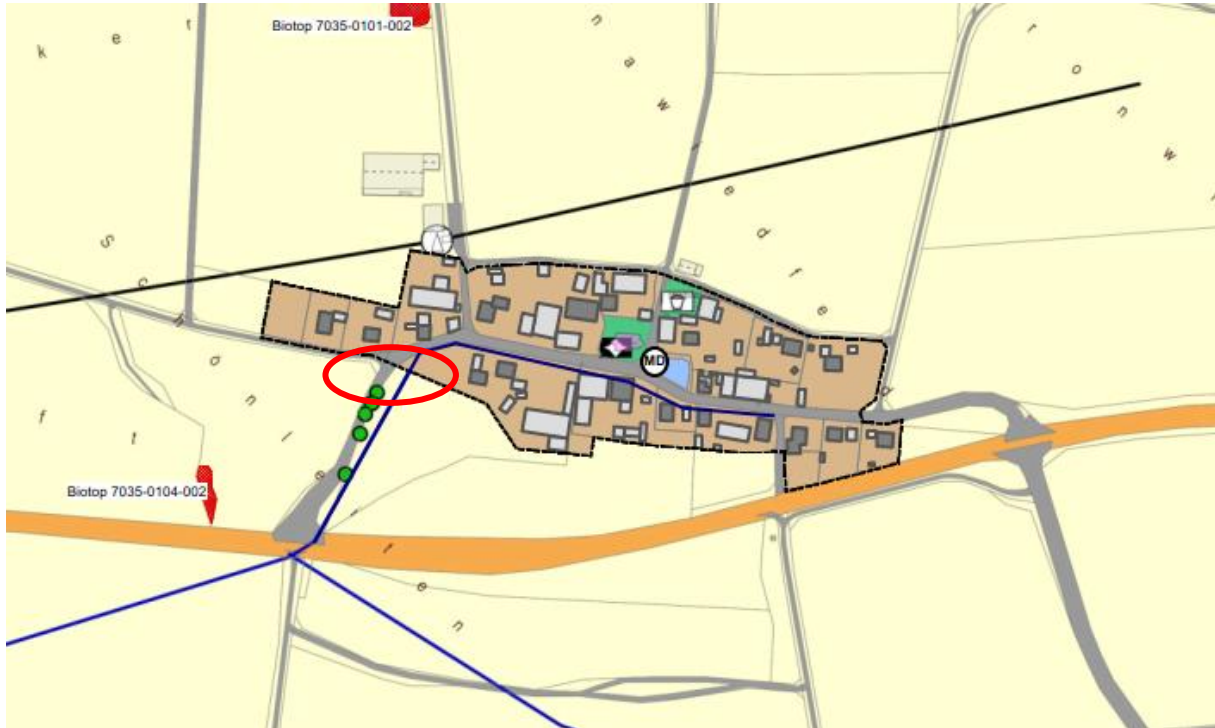 Biotop 7035-0101-002
k e t
n a w i e d f e d
r o n w
S c h ö n l e i t e n
MD
f t
Biotop 7035-0104-002